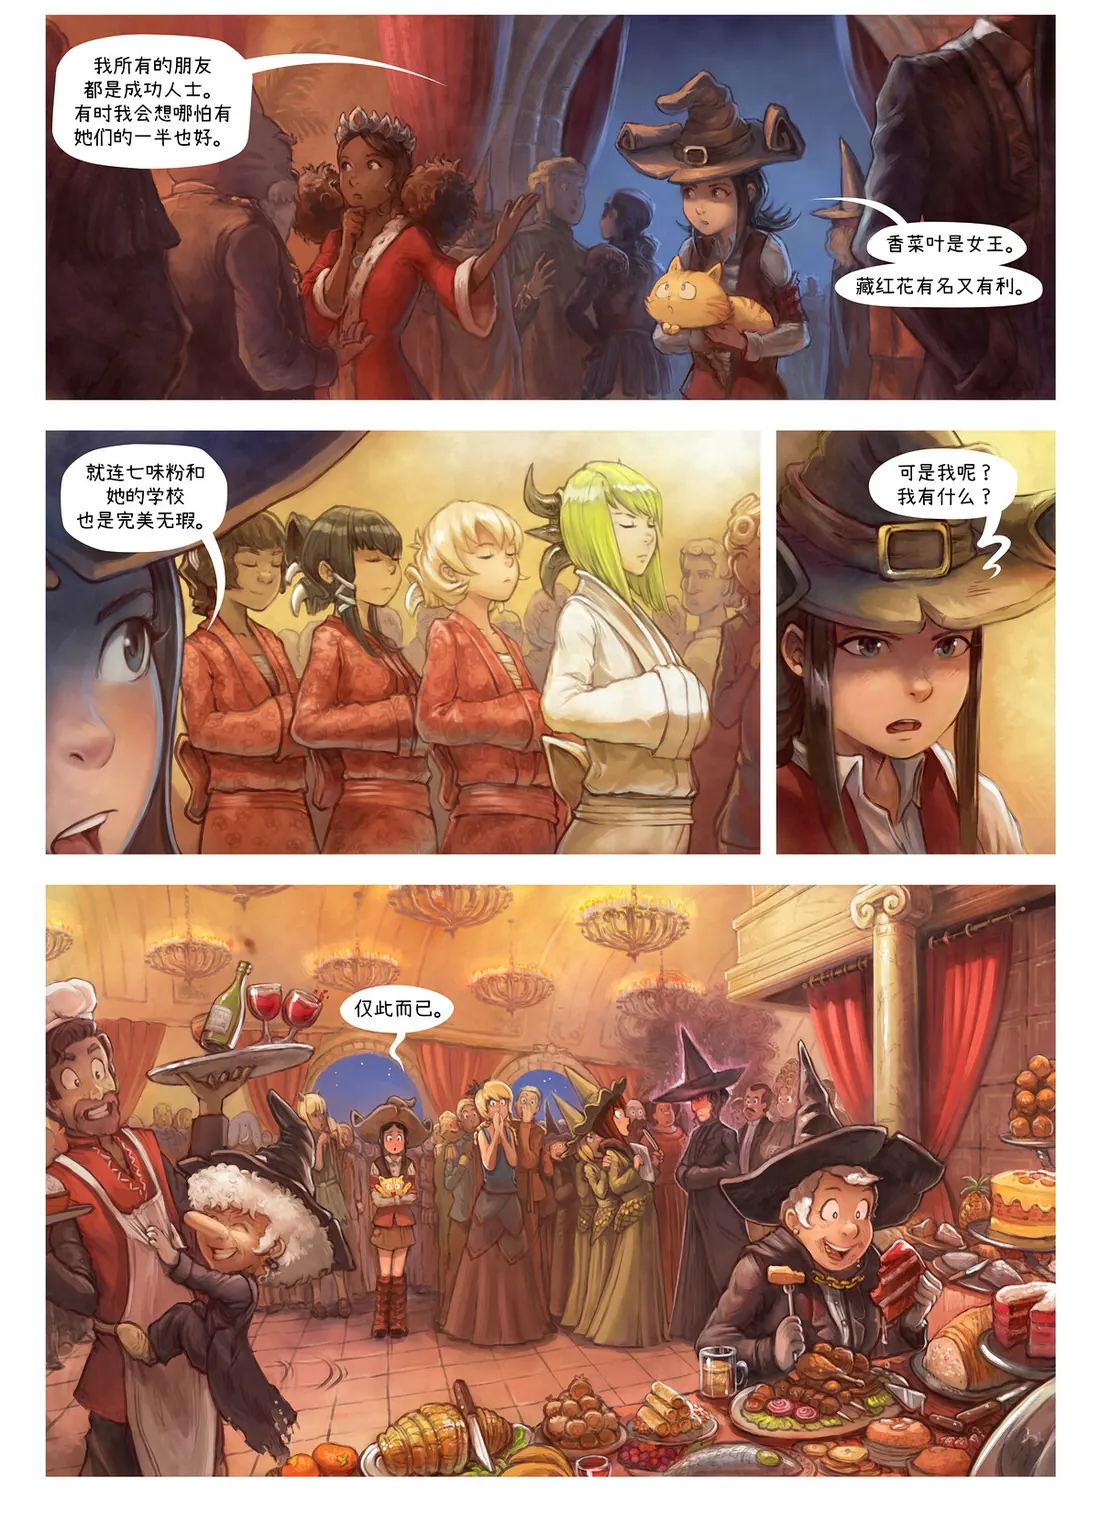 我所有的朋友
都是成功人士。
有时我会想哪怕有
她们的一半也好。
香菜叶是女王。
藏红花有名又有利。
就连七味粉和
她的学校
也是完美无瑕。
可是我呢？
我有什么？
仅此而已。